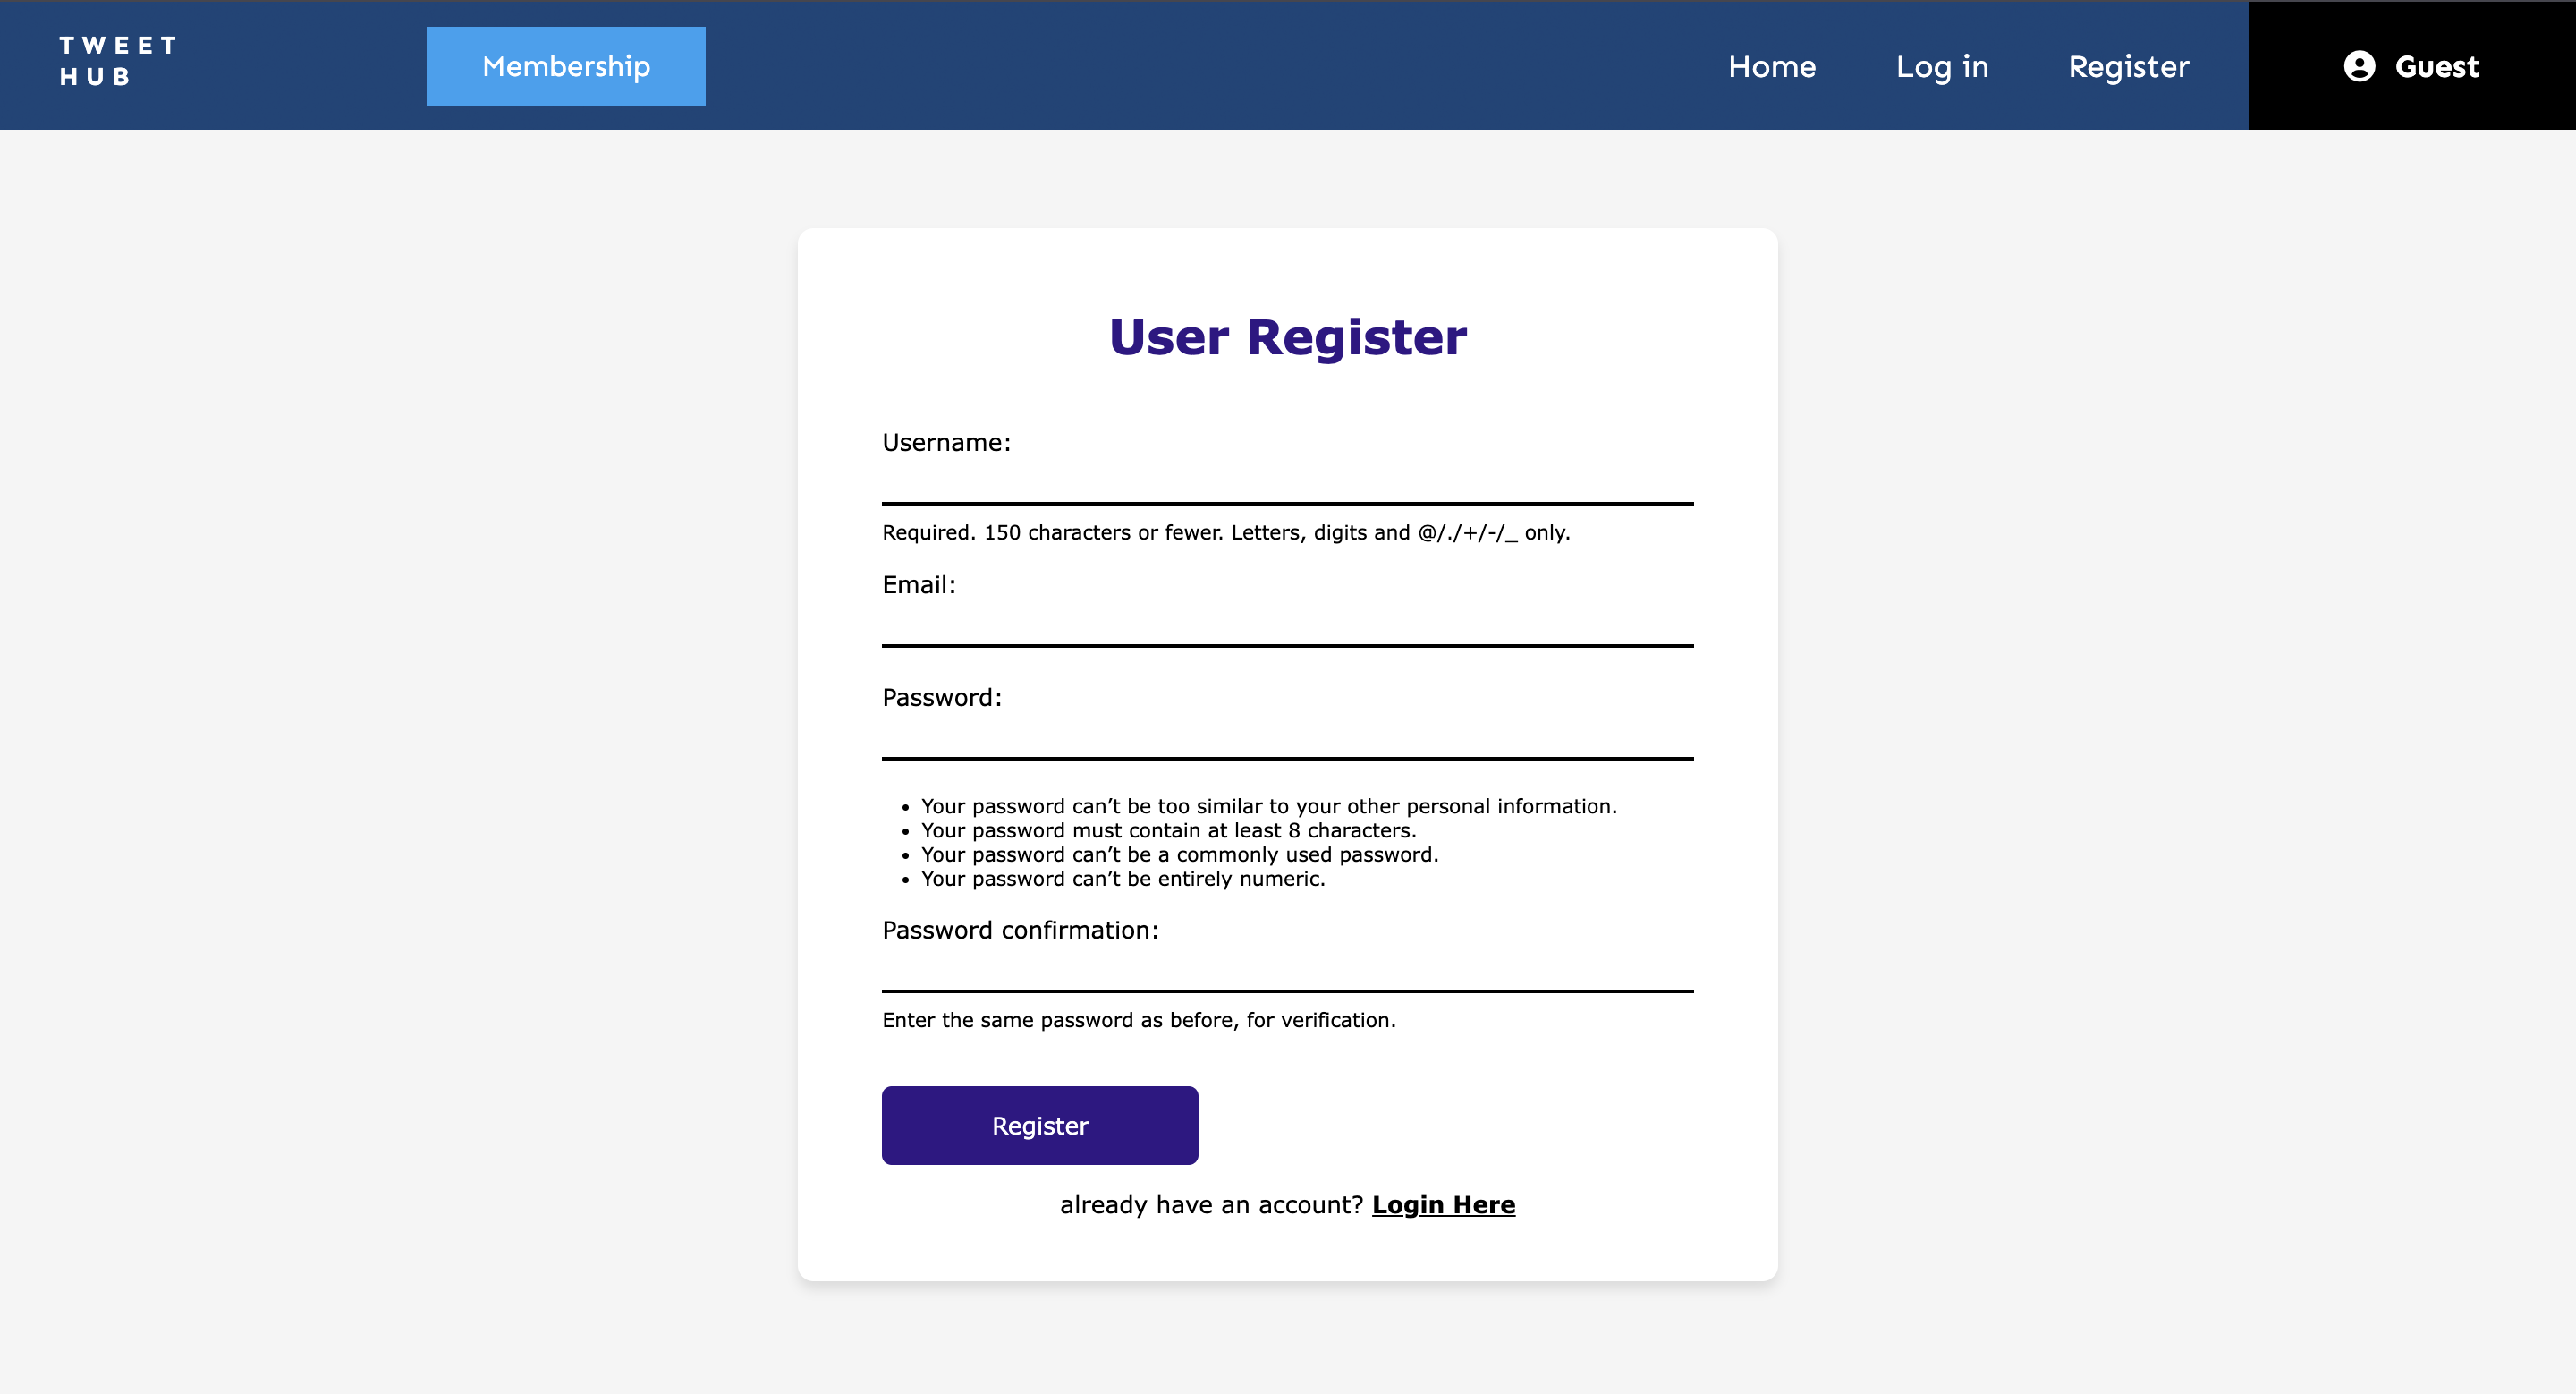 TWEET
HUB
Membership
Home
Log in
Register
Guest
User Register
Username:
Required. 150 characters or fewer. Letters, digits and @/./+/-/_ only.
Email:
Password:
Your password can’t be too similar to your other personal information.
Your password must contain at least 8 characters.
Your password can’t be a commonly used password.
Your password can’t be entirely numeric.
Password confirmation:
Enter the same password as before, for verification.
Register
already have an account? Login Here